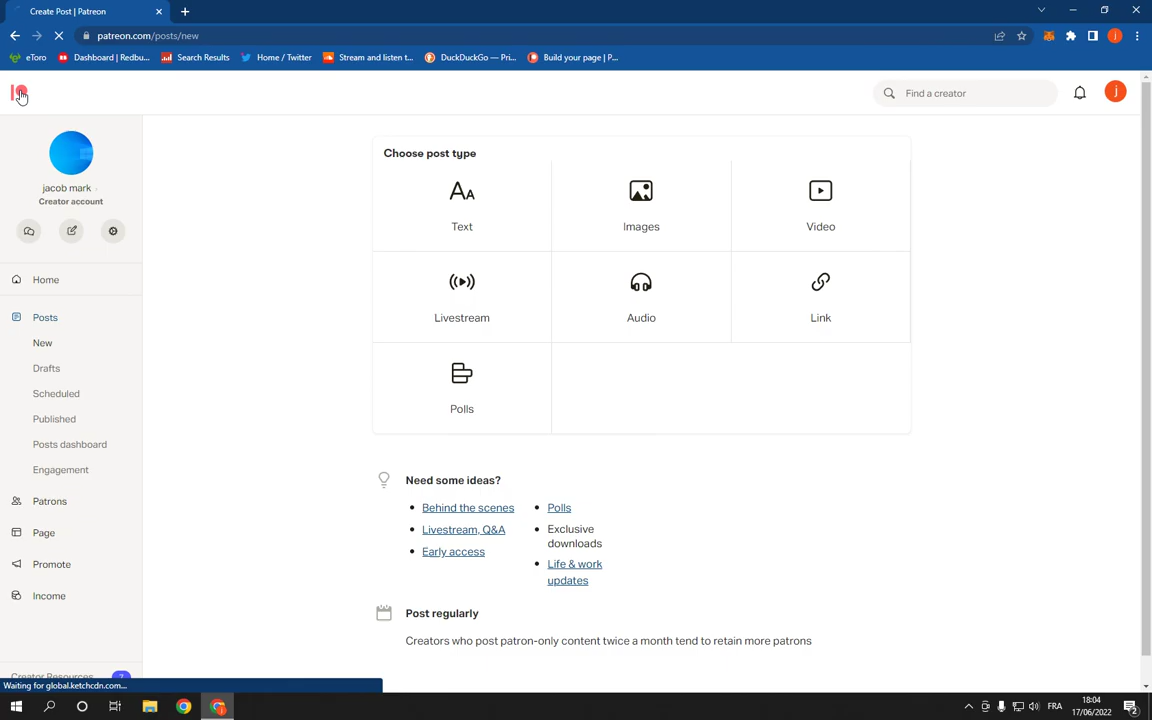 Create Post | Patreon
patreon.com/posts/new
eToro
Dashboard | Redbu...
Search Results
Home / Twitter
Stream and listen t...
DuckDuckGo — Pri...
Build your page | P...
Find a creator
j
j
jacob mark
Creator account
Home
Posts
New
Drafts
Scheduled
Published
Posts dashboard
Engagement
Patrons
Page
Promote
Income
Creator Resources 7
Choose post type
Text
Images
Video
Livestream
Audio
Link
Polls
Need some ideas?
Behind the scenes
Livestream, Q&A
Early access
Polls
Exclusive
downloads
Life & work
updates
Post regularly
Creators who post patron-only content twice a month tend to retain more patrons
Waiting for global.ketchcdn.com...
FRA
18:04
17/06/2022
2